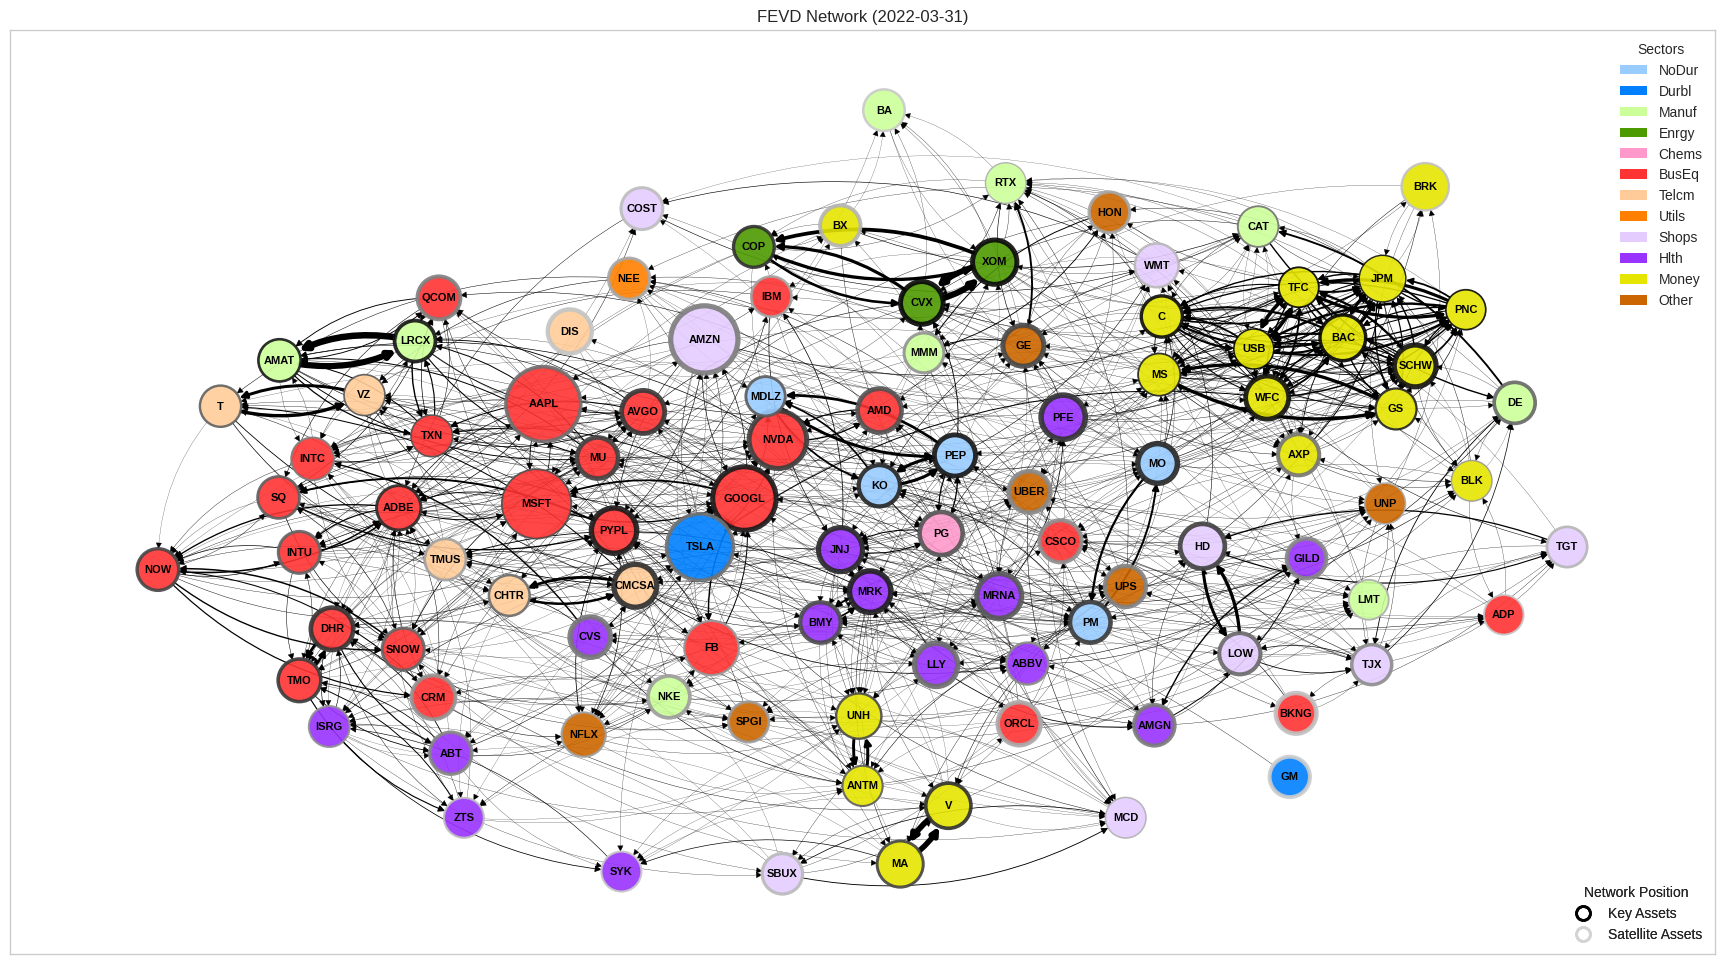 FEVD Network (2022-03-31)
Sectors
NoDur
Durbl
Manuf
Enrgy
Chems
BusEq
Telcm
Utils
Shops
Hlth
Money
Other
BA
RTX
BRK
COST
HON
BX
CAT
COP
XOM
WMT
NEE
JPM
TFC
QCOM
IBM
CVX
PNC
C
DIS
AMZN
BAC
LRCX
GE
USB
MMM
AMAT
SCHW
MS
VZ
MDLZ
WFC
T
AAPL
DE
AVGO
AMD
GS
PFE
TXN
NVDA
PEP
AXP
INTC
MU
MO
BLK
KO
UBER
SQ
GOOGL
MSFT
UNP
ADBE
PYPL
PG
CSCO
TSLA
JNJ
HD
TGT
INTU
TMUS
GILD
NOW
CMCSA
UPS
MRK
CHTR
MRNA
LMT
ADP
BMY
PM
DHR
CVS
SNOW
FB
LOW
LLY
ABBV
TJX
TMO
CRM
NKE
BKNG
UNH
SPGI
ORCL
ISRG
AMGN
NFLX
ABT
GM
ANTM
V
ZTS
MCD
MA
SYK
SBUX
Network Position
Key Assets
Satellite Assets